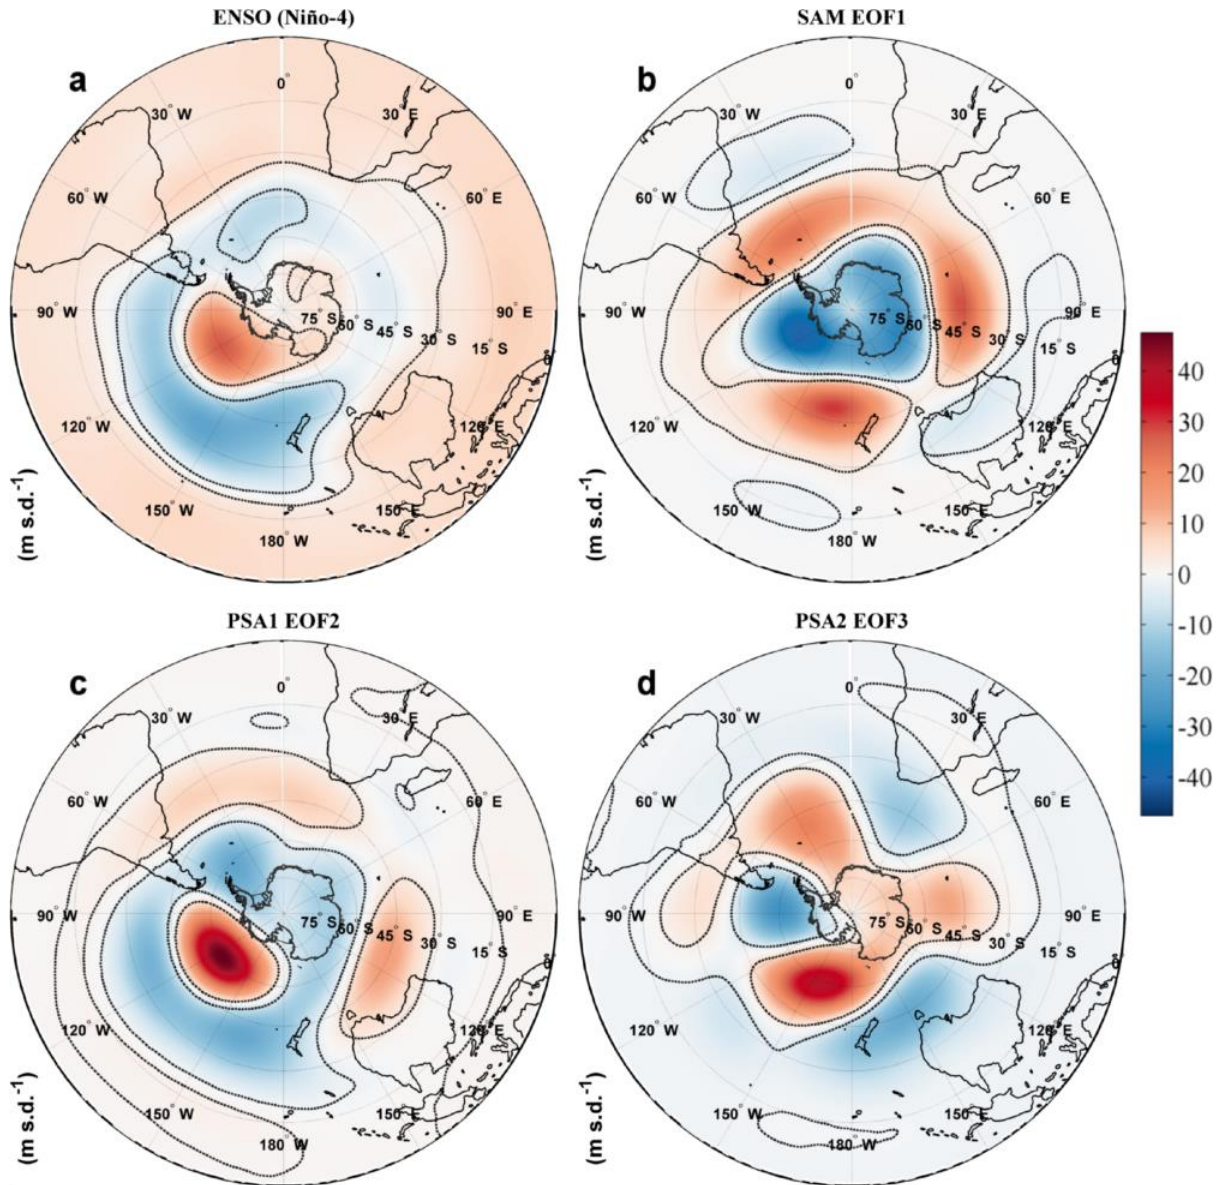 ENSO (Niño-4)
SAM EOF1
a
0°
30° W
30° E
60° W
60° E
90° W
75° S
60° S
45° S
30° S
15° S
90° E
120° W
120° E
150° W
150° E
180° W
(m s.d.⁻¹)
b
0°
30° W
30° E
60° W
60° E
90° W
75° S
60° S
45° S
30° S
15° S
90° E
120° W
120° E
150° W
150° E
180° W
(m s.d.⁻¹)
40
30
20
10
0
-10
-20
-30
-40
PSA1 EOF2
PSA2 EOF3
c
0°
30° W
30° E
60° W
60° E
90° W
75° S
60° S
45° S
30° S
15° S
90° E
120° W
120° E
150° W
150° E
180° W
(m s.d.⁻¹)
d
0°
30° W
30° E
60° W
60° E
90° W
75° S
60° S
45° S
30° S
15° S
90° E
120° W
120° E
150° W
150° E
180° W
(m s.d.⁻¹)